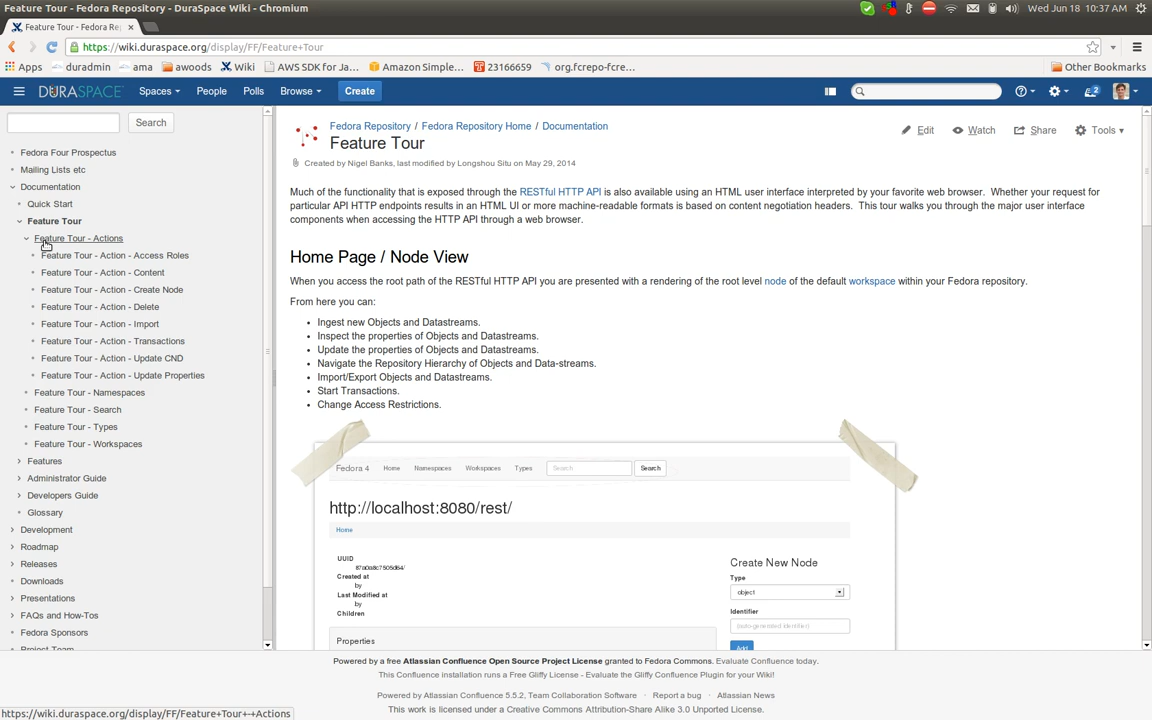 Feature Tour - Fedora Repository - DuraSpace Wiki - Chromium
Wed Jun 18 10:37 AM
Feature Tour - Fedora Re
https://wiki.duraspace.org/display/FF/Feature+Tour
Apps duradmin ama awoods Wiki AWS SDK for Ja... Amazon Simple... 23166659 org.fcrepo-fcre... Other Bookmarks
DURASPACE Spaces People Polls Browse Create 2
Search
Fedora Four Prospectus
Mailing Lists etc
Documentation
Quick Start
Feature Tour
Feature Tour - Actions
Feature Tour - Action - Access Roles
Feature Tour - Action - Content
Feature Tour - Action - Create Node
Feature Tour - Action - Delete
Feature Tour - Action - Import
Feature Tour - Action - Transactions
Feature Tour - Action - Update CND
Feature Tour - Action - Update Properties
Feature Tour - Namespaces
Feature Tour - Search
Feature Tour - Types
Feature Tour - Workspaces
Features
Administrator Guide
Developers Guide
Glossary
Development
Roadmap
Releases
Downloads
Presentations
FAQs and How-Tos
Fedora Sponsors
Project Team
Fedora Repository / Fedora Repository Home / Documentation
Edit Watch Share Tools
Feature Tour
Created by Nigel Banks, last modified by Longshou Situ on May 29, 2014
Much of the functionality that is exposed through the RESTful HTTP API is also available using an HTML user interface interpreted by your favorite web browser. Whether your request for
particular API HTTP endpoints results in an HTML UI or more machine-readable formats is based on content negotiation headers. This tour walks you through the major user interface
components when accessing the HTTP API through a web browser.
Home Page / Node View
When you access the root path of the RESTful HTTP API you are presented with a rendering of the root level node of the default workspace within your Fedora repository.
From here you can:
Ingest new Objects and Datastreams.
Inspect the properties of Objects and Datastreams.
Update the properties of Objects and Datastreams.
Navigate the Repository Hierarchy of Objects and Data-streams.
Import/Export Objects and Datastreams.
Start Transactions.
Change Access Restrictions.
Fedora 4 Home Namespaces Workspaces Types Search Search
http://localhost:8080/rest/
Home
UUID
Created at
by
Last Modified at
by
Children
Properties
Create New Node
Type
object
Identifier
(auto-generated identifier)
Add
Powered by a free Atlassian Confluence Open Source Project License granted to Fedora Commons. Evaluate Confluence today.
This Confluence installation runs a Free Gliffy License - Evaluate the Gliffy Confluence Plugin for your Wiki!
Powered by Atlassian Confluence 5.5.2, Team Collaboration Software · Report a bug · Atlassian News
This work is licensed under a Creative Commons Attribution-Share Alike 3.0 Unported License.
https://wiki.duraspace.org/display/FF/Feature+Tour+-+Actions